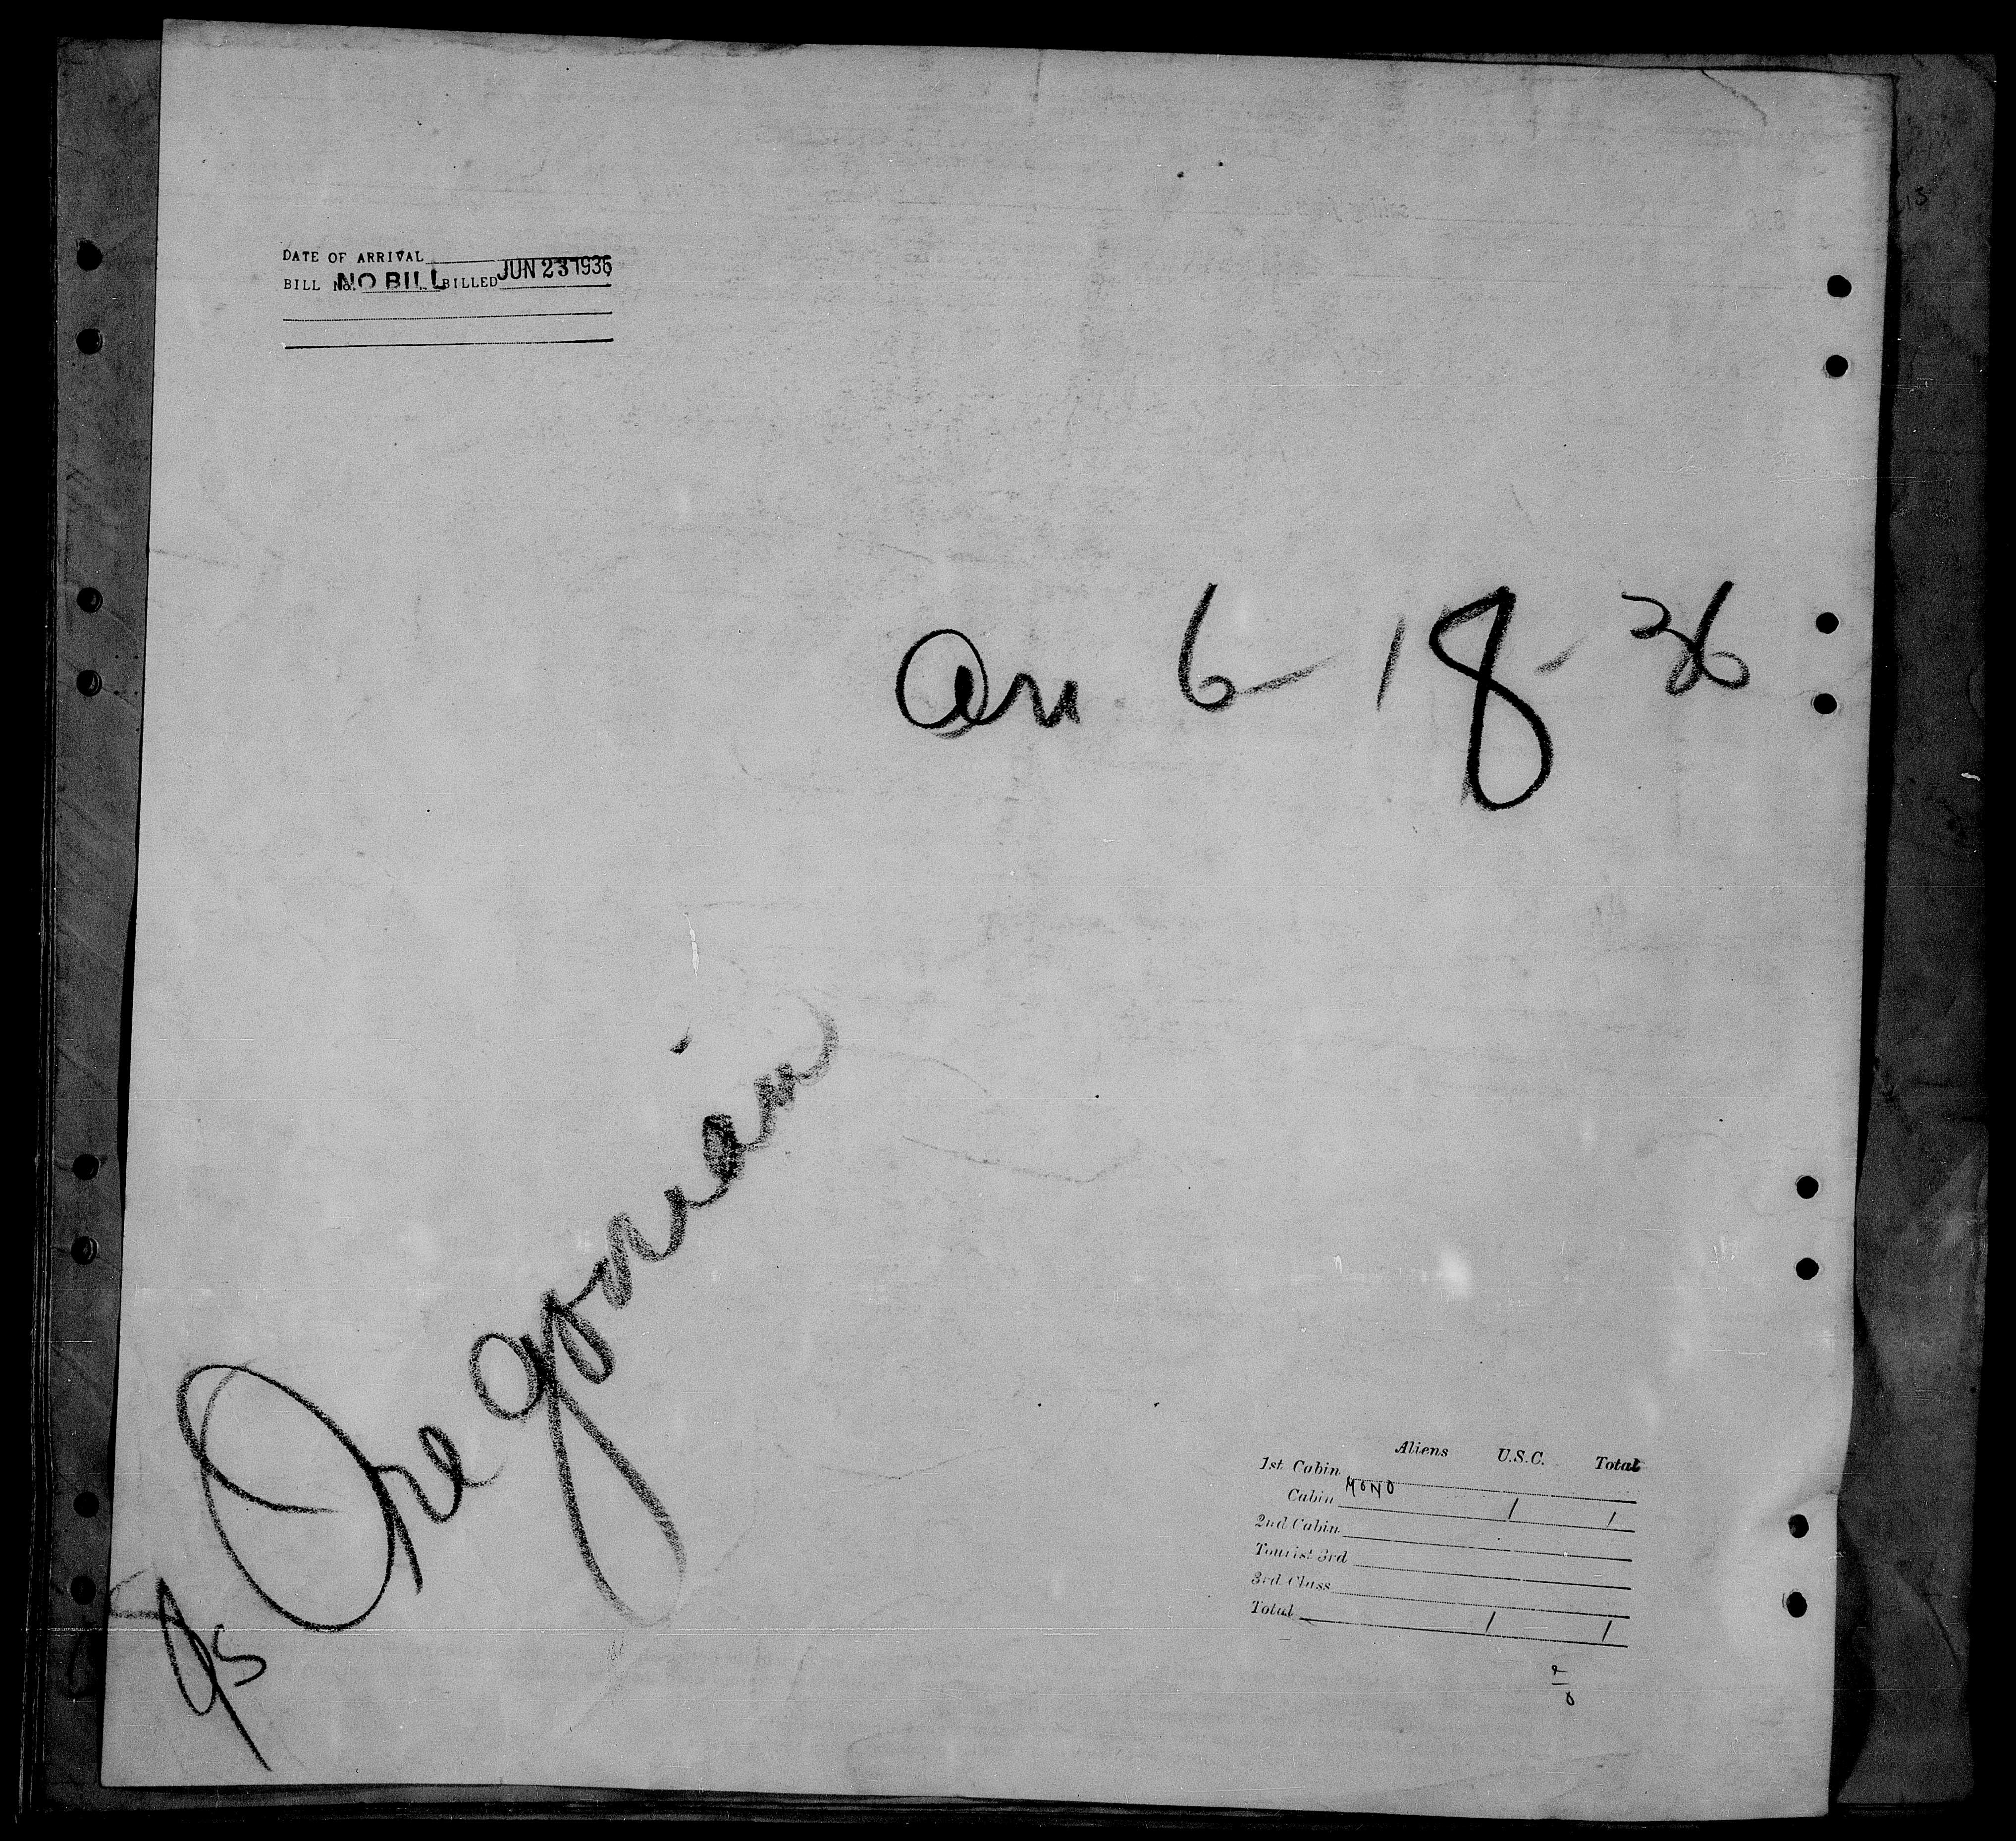 DATE OF ARRIVAL
BILL No. NO BILL BILLED JUN 23 1936
Arr 6-18-36
SS Oregonian
Aliens U.S.C. Total
1st Cabin MONO
Cabin 1 1
2nd Cabin
Tourist 3rd
3rd Class
Total 1 1